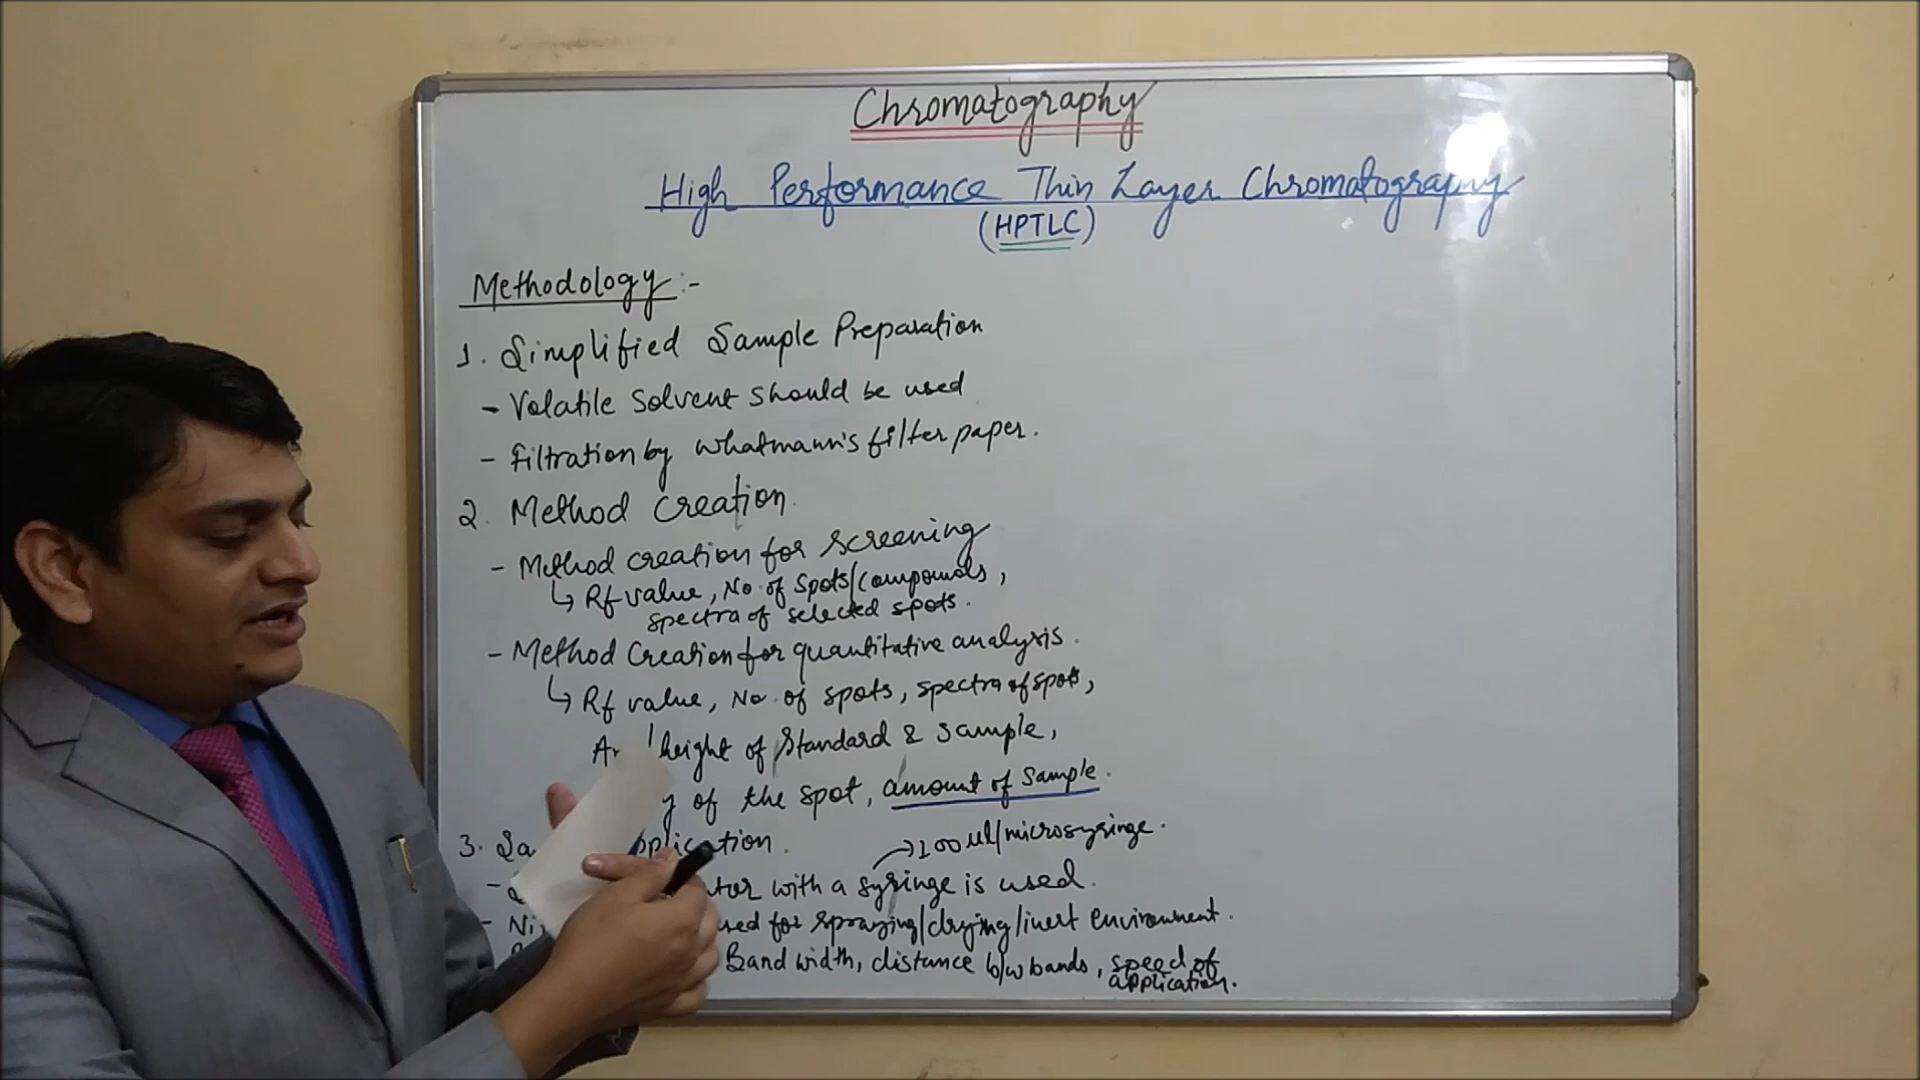 Chromatography
High Performance Thin Layer Chromatography
(HPTLC)
Methodology :-
1. Simplified Sample Preparation
- Volatile Solvent should be used
- Filtration by Whatmann's filter paper.
2. Method Creation.
- Method creation for screening
↳ Rf value, No. of spots/compounds,
spectra of selected spots.
- Method Creation for quantitative analysis.
↳ Rf value, No. of spots, spectra of spots,
height of Standard & Sample,
of the spot, amount of Sample.
3.
→ 100 ul/microsyringe.
with a syringe is used.
for spraying/drying/inert environment.
Band width, distance b/w bands, speed of
application.